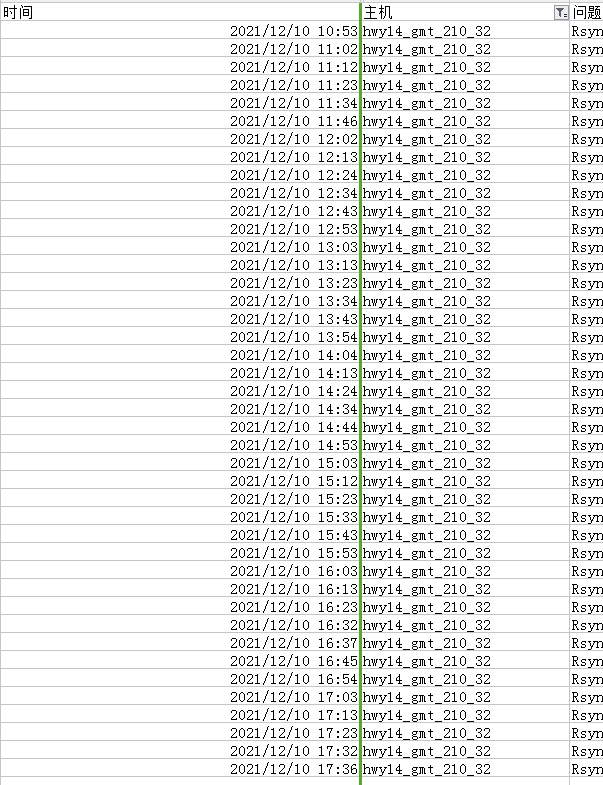 时间 主机 问题
2021/12/10 10:53 hwy14_gmt_210_32 Rsyn
2021/12/10 11:02 hwy14_gmt_210_32 Rsyn
2021/12/10 11:12 hwy14_gmt_210_32 Rsyn
2021/12/10 11:23 hwy14_gmt_210_32 Rsyn
2021/12/10 11:34 hwy14_gmt_210_32 Rsyn
2021/12/10 11:46 hwy14_gmt_210_32 Rsyn
2021/12/10 12:02 hwy14_gmt_210_32 Rsyn
2021/12/10 12:13 hwy14_gmt_210_32 Rsyn
2021/12/10 12:24 hwy14_gmt_210_32 Rsyn
2021/12/10 12:34 hwy14_gmt_210_32 Rsyn
2021/12/10 12:43 hwy14_gmt_210_32 Rsyn
2021/12/10 12:53 hwy14_gmt_210_32 Rsyn
2021/12/10 13:03 hwy14_gmt_210_32 Rsyn
2021/12/10 13:13 hwy14_gmt_210_32 Rsyn
2021/12/10 13:23 hwy14_gmt_210_32 Rsyn
2021/12/10 13:34 hwy14_gmt_210_32 Rsyn
2021/12/10 13:43 hwy14_gmt_210_32 Rsyn
2021/12/10 13:54 hwy14_gmt_210_32 Rsyn
2021/12/10 14:04 hwy14_gmt_210_32 Rsyn
2021/12/10 14:13 hwy14_gmt_210_32 Rsyn
2021/12/10 14:24 hwy14_gmt_210_32 Rsyn
2021/12/10 14:34 hwy14_gmt_210_32 Rsyn
2021/12/10 14:44 hwy14_gmt_210_32 Rsyn
2021/12/10 14:53 hwy14_gmt_210_32 Rsyn
2021/12/10 15:03 hwy14_gmt_210_32 Rsyn
2021/12/10 15:12 hwy14_gmt_210_32 Rsyn
2021/12/10 15:23 hwy14_gmt_210_32 Rsyn
2021/12/10 15:33 hwy14_gmt_210_32 Rsyn
2021/12/10 15:43 hwy14_gmt_210_32 Rsyn
2021/12/10 15:53 hwy14_gmt_210_32 Rsyn
2021/12/10 16:03 hwy14_gmt_210_32 Rsyn
2021/12/10 16:13 hwy14_gmt_210_32 Rsyn
2021/12/10 16:23 hwy14_gmt_210_32 Rsyn
2021/12/10 16:32 hwy14_gmt_210_32 Rsyn
2021/12/10 16:37 hwy14_gmt_210_32 Rsyn
2021/12/10 16:45 hwy14_gmt_210_32 Rsyn
2021/12/10 16:54 hwy14_gmt_210_32 Rsyn
2021/12/10 17:03 hwy14_gmt_210_32 Rsyn
2021/12/10 17:13 hwy14_gmt_210_32 Rsyn
2021/12/10 17:23 hwy14_gmt_210_32 Rsyn
2021/12/10 17:32 hwy14_gmt_210_32 Rsyn
2021/12/10 17:36 hwy14_gmt_210_32 Rsyn